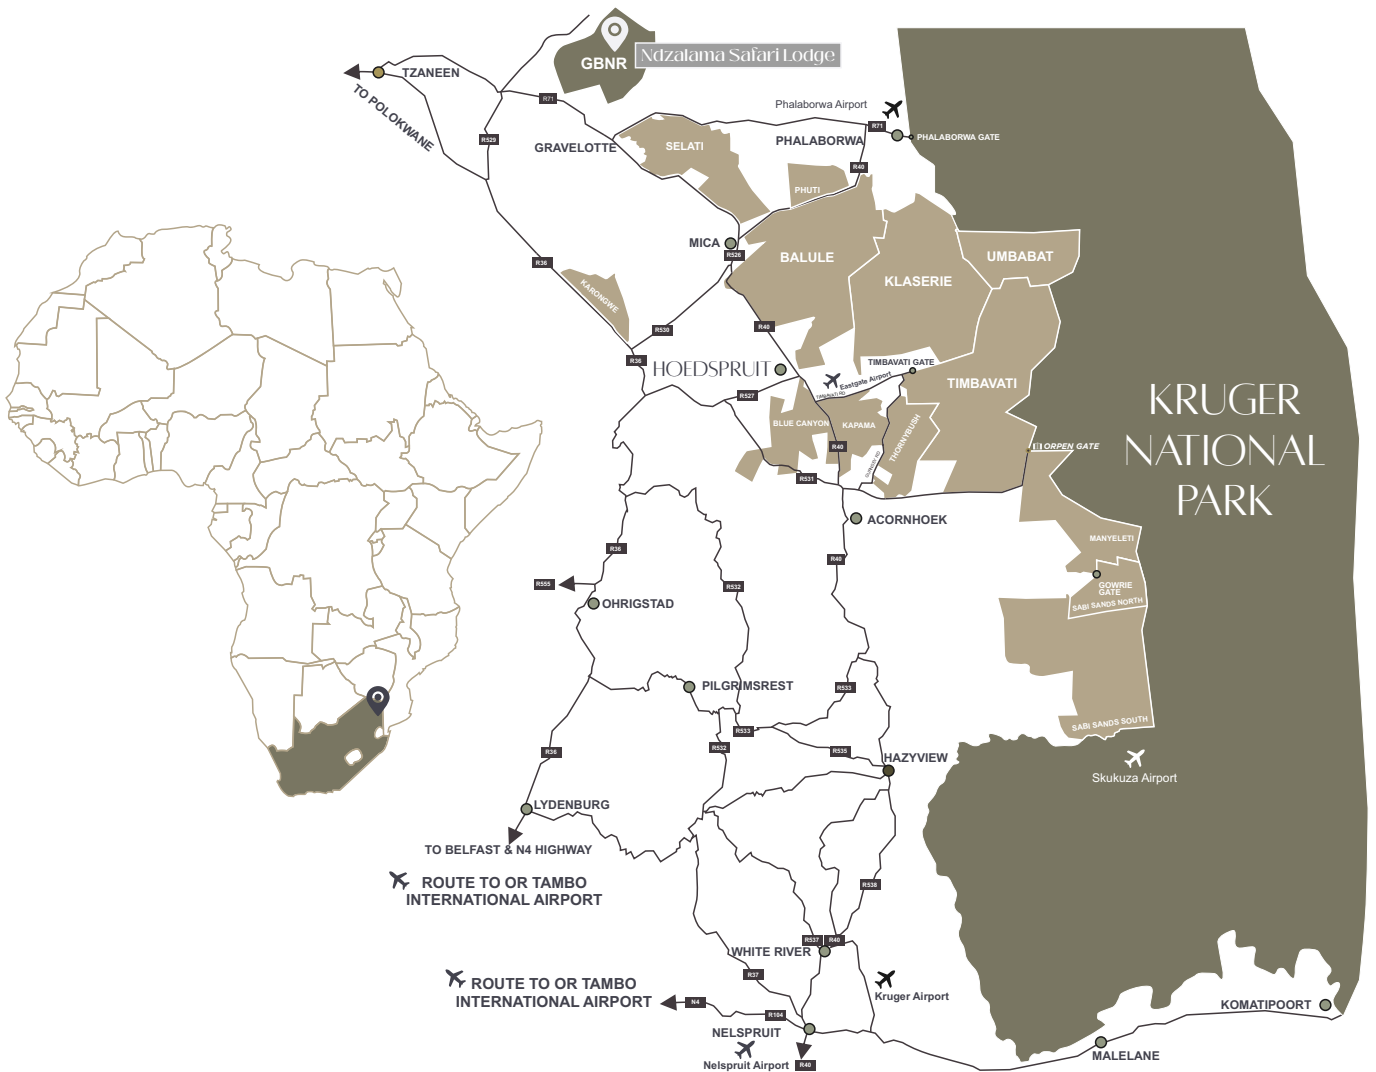 GBNR
Ndzalama Safari Lodge
TZANEEN
TO POLOKWANE
R71
R529
GRAVELOTTE
SELATI
Phalaborwa Airport
R71
PHALABORWA
PHALABORWA GATE
R40
PHUTI
MICA
R526
BALULE
KLASERIE
UMBABAT
R36
KARONGWE
R530
R40
R36
HOEDSPRUIT
TIMBAVATI GATE
Eastgate Airport
TIMBAVATI RD
TIMBAVATI
R527
BLUE CANYON
KAPAMA
THORNYBUSH
R40
R531
ORPEN GATE
KRUGER
NATIONAL
PARK
ACORNHOEK
MANYELETI
R36
R40
R555
R532
GOWRIE
GATE
SABI SANDS NORTH
OHRIGSTAD
PILGRIMSREST
R533
SABI SANDS SOUTH
R533
R532
R535
R36
HAZYVIEW
Skukuza Airport
LYDENBURG
TO BELFAST & N4 HIGHWAY
ROUTE TO OR TAMBO
INTERNATIONAL AIRPORT
R538
R537
R40
WHITE RIVER
R37
ROUTE TO OR TAMBO
INTERNATIONAL AIRPORT
N4
R104
Kruger Airport
NELSPRUIT
Nelspruit Airport
R40
KOMATIPOORT
MALELANE